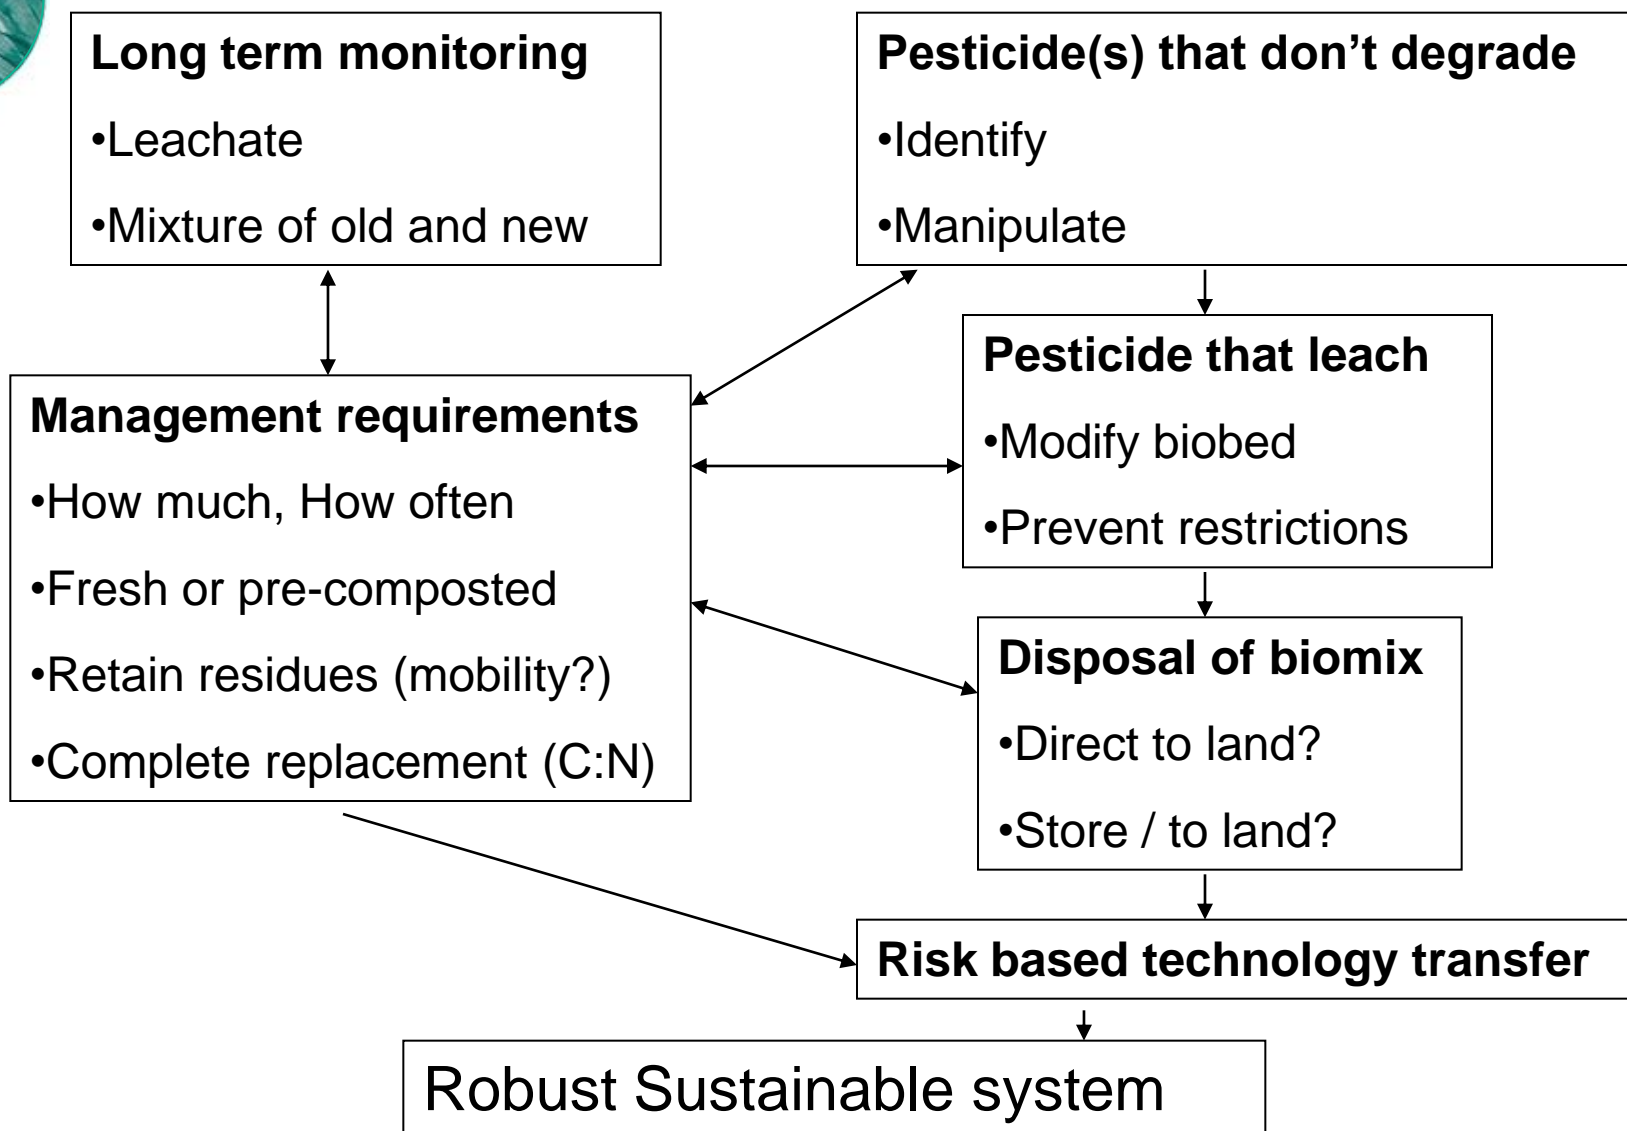 Long term monitoring
•Leachate
•Mixture of old and new
Pesticide(s) that don’t degrade
•Identify
•Manipulate
Management requirements
•How much, How often
•Fresh or pre-composted
•Retain residues (mobility?)
•Complete replacement (C:N)
Pesticide that leach
•Modify biobed
•Prevent restrictions
Disposal of biomix
•Direct to land?
•Store / to land?
Risk based technology transfer
Robust Sustainable system